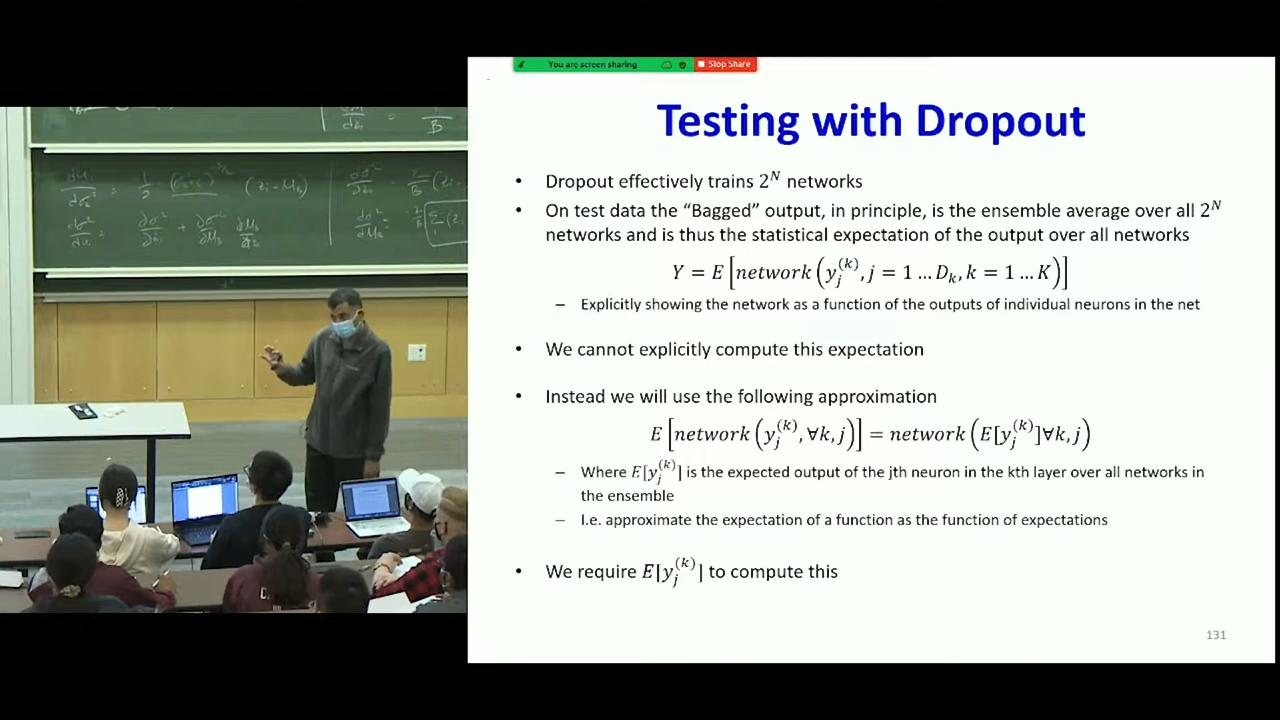 You are screen sharing
Stop Share
Testing with Dropout
• Dropout effectively trains 2^N networks
• On test data the “Bagged” output, in principle, is the ensemble average over all 2^N
networks and is thus the statistical expectation of the output over all networks
Y = E[network(y_j^{(k)}, j = 1 … D_k, k = 1 … K)]
– Explicitly showing the network as a function of the outputs of individual neurons in the net
• We cannot explicitly compute this expectation
• Instead we will use the following approximation
E[network(y_j^{(k)}, ∀k, j)] = network(E[y_j^{(k)}]∀k, j)
– Where E[y_j^{(k)}] is the expected output of the jth neuron in the kth layer over all networks in
the ensemble
– I.e. approximate the expectation of a function as the function of expectations
• We require E[y_j^{(k)}] to compute this
131